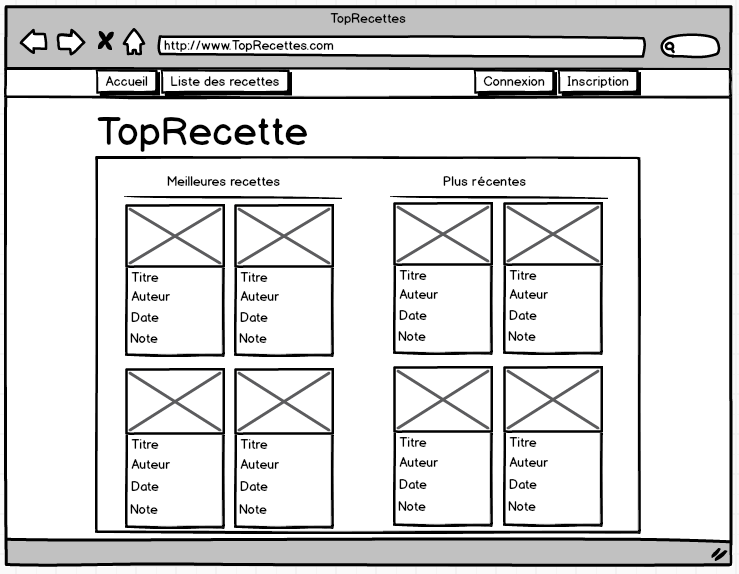 TopRecettes
http://www.TopRecettes.com
Accueil Liste des recettes Connexion Inscription
TopRecette
Meilleures recettes Plus récentes
Titre Titre Titre Titre
Auteur Auteur Auteur Auteur
Date Date Date Date
Note Note Note Note
Titre Titre Titre Titre
Auteur Auteur Auteur Auteur
Date Date Date Date
Note Note Note Note